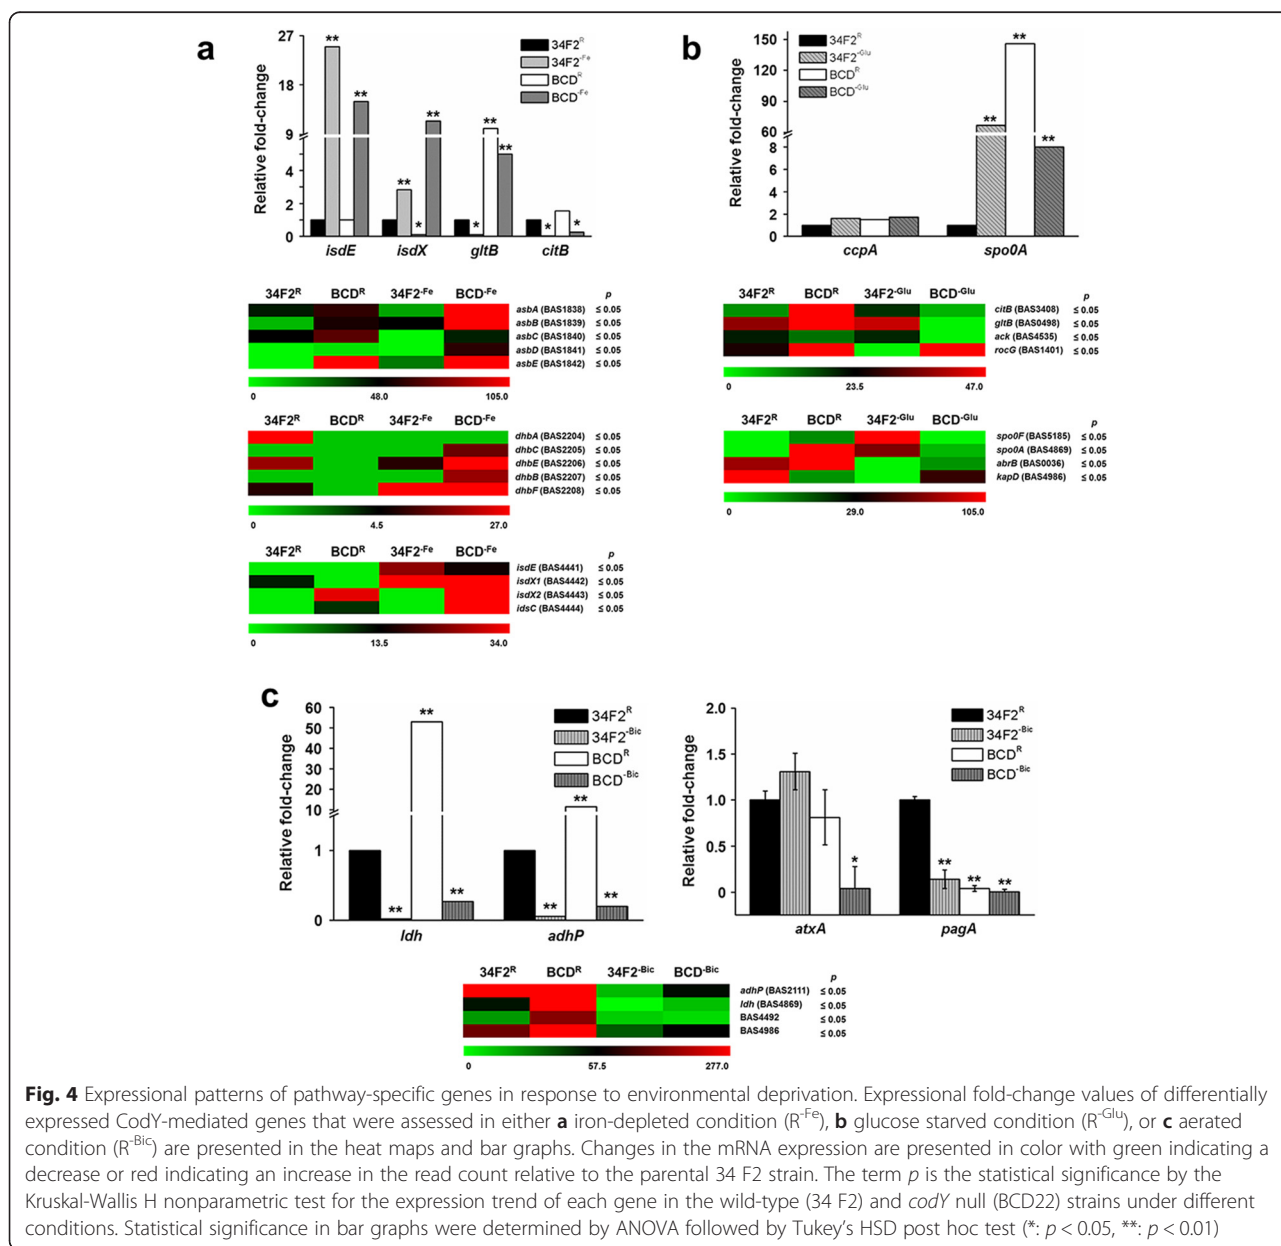 a
27
18
9
4
2
1
0
Relative fold-change
34F2R
34F2-Fe
BCDR
BCD-Fe
** ** ** ** * * ** ** * *
isdE isdX gltB citB
b
150
120
90
60
8
6
4
2
0
Relative fold-change
34F2R
34F2-Glu
BCDR
BCD-Glu
** ** **
ccpA spo0A
34F2R BCDR 34F2-Fe BCD-Fe p
asbA (BAS1838) ≤ 0.05
asbB (BAS1839) ≤ 0.05
asbC (BAS1840) ≤ 0.05
asbD (BAS1841) ≤ 0.05
asbE (BAS1842) ≤ 0.05
0 48.0 105.0
34F2R BCDR 34F2-Fe BCD-Fe p
dhbA (BAS2204) ≤ 0.05
dhbC (BAS2205) ≤ 0.05
dhbE (BAS2206) ≤ 0.05
dhbB (BAS2207) ≤ 0.05
dhbF (BAS2208) ≤ 0.05
0 4.5 27.0
34F2R BCDR 34F2-Fe BCD-Fe p
isdE (BAS4441) ≤ 0.05
isdX1 (BAS4442) ≤ 0.05
isdX2 (BAS4443) ≤ 0.05
idsC (BAS4444) ≤ 0.05
0 13.5 34.0
34F2R BCDR 34F2-Glu BCD-Glu p
citB (BAS3408) ≤ 0.05
gltB (BAS0498) ≤ 0.05
ack (BAS4535) ≤ 0.05
rocG (BAS1401) ≤ 0.05
0 23.5 47.0
34F2R BCDR 34F2-Glu BCD-Glu p
spo0F (BAS5185) ≤ 0.05
spo0A (BAS4869) ≤ 0.05
abrB (BAS0036) ≤ 0.05
kapD (BAS4986) ≤ 0.05
0 29.0 105.0
c
60
50
40
30
20
10
1
0
Relative fold-change
34F2R
34F2-Bic
BCDR
BCD-Bic
** ** ** ** ** **
ldh adhP
2.0
1.5
1.0
0.5
0
Relative fold-change
34F2R
34F2-Bic
BCDR
BCD-Bic
* ** ** **
atxA pagA
34F2R BCDR 34F2-Bic BCD-Bic p
adhP (BAS2111) ≤ 0.05
ldh (BAS4869) ≤ 0.05
BAS4492 ≤ 0.05
BAS4986 ≤ 0.05
0 57.5 277.0
Fig. 4 Expressional patterns of pathway-specific genes in response to environmental deprivation. Expressional fold-change values of differentially
expressed CodY-mediated genes that were assessed in either a iron-depleted condition (R-Fe), b glucose starved condition (R-Glu), or c aerated
condition (R-Bic) are presented in the heat maps and bar graphs. Changes in the mRNA expression are presented in color with green indicating a
decrease or red indicating an increase in the read count relative to the parental 34 F2 strain. The term p is the statistical significance by the
Kruskal-Wallis H nonparametric test for the expression trend of each gene in the wild-type (34 F2) and codY null (BCD22) strains under different
conditions. Statistical significance in bar graphs were determined by ANOVA followed by Tukey's HSD post hoc test (*: p < 0.05, **: p < 0.01)